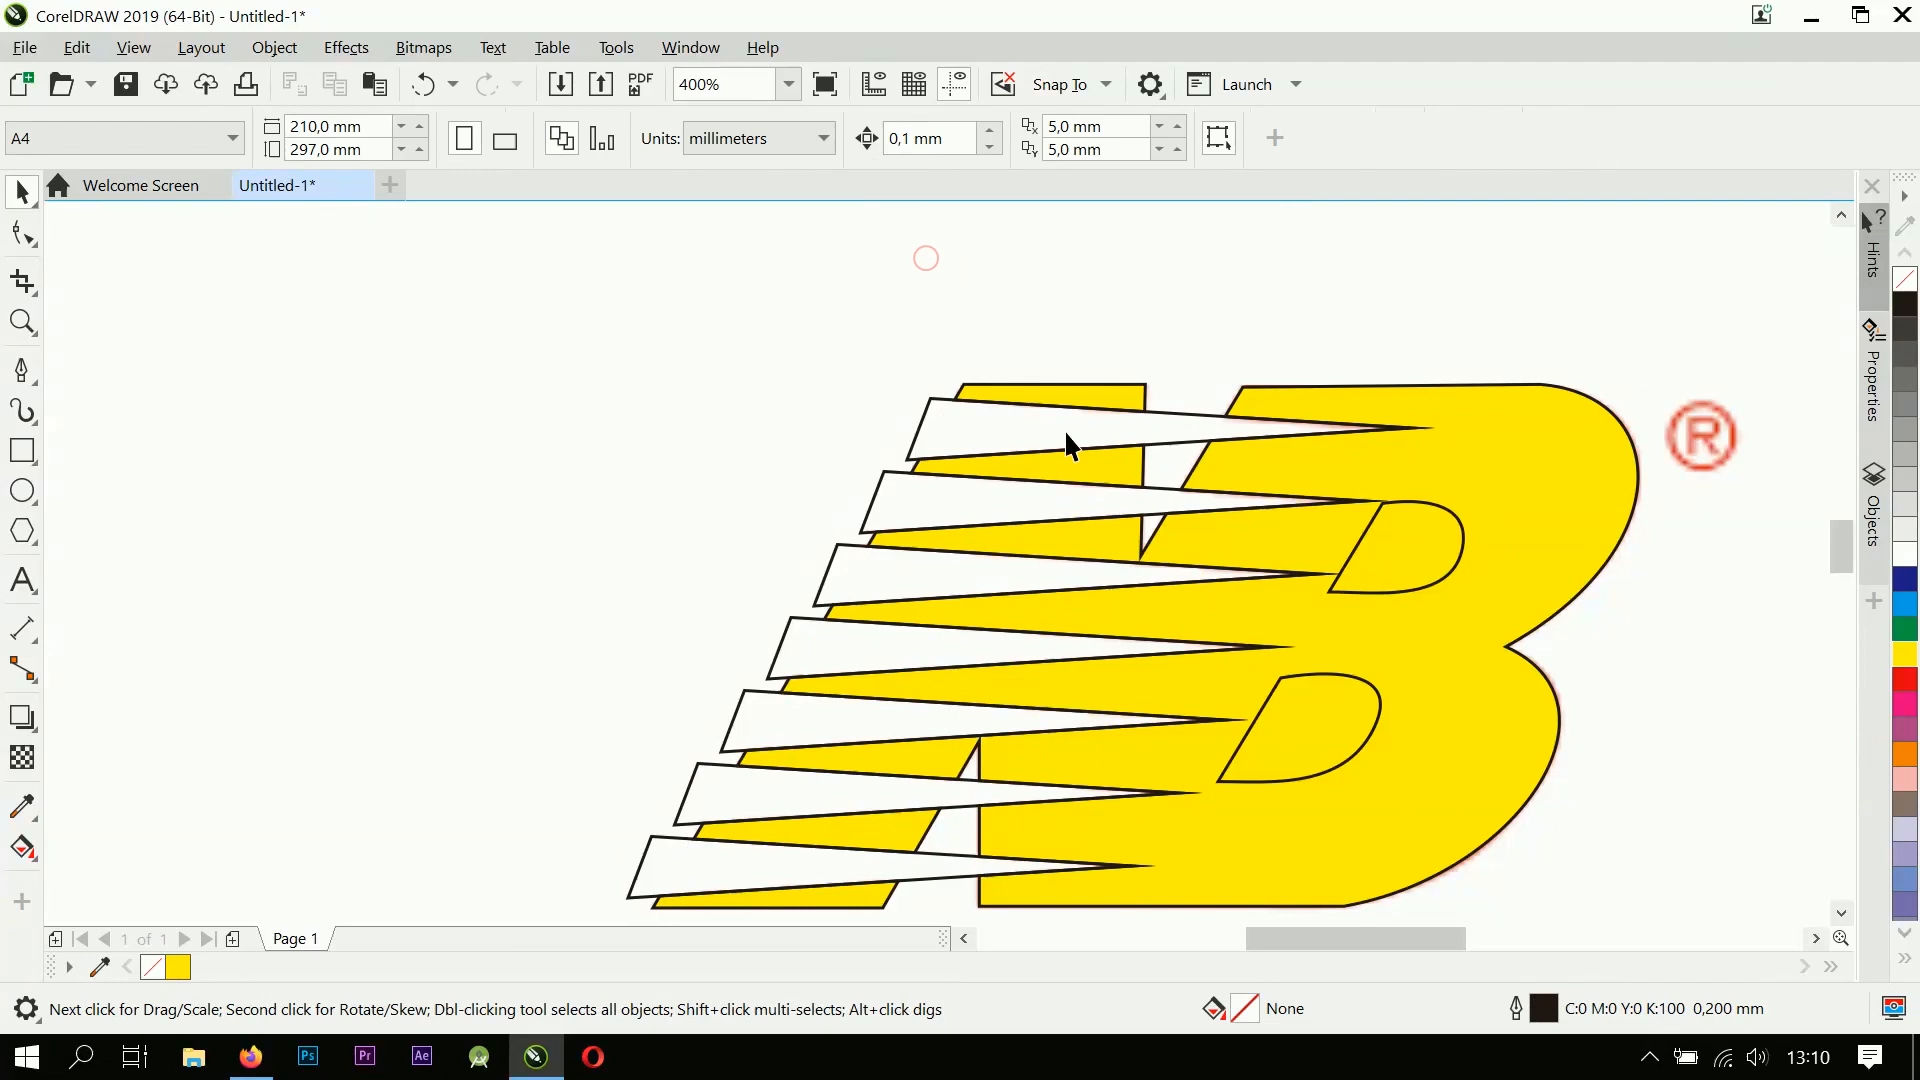 CorelDRAW 2019 (64-Bit) - Untitled-1*
File Edit View Layout Object Effects Bitmaps Text Table Tools Window Help
PDF 400% Snap To Launch
A4 210,0 mm 297,0 mm Units: millimeters 0,1 mm 5,0 mm 5,0 mm
Welcome Screen Untitled-1*
Hints
Properties
Objects
®
1 of 1 Page 1
Next click for Drag/Scale; Second click for Rotate/Skew; Dbl-clicking tool selects all objects; Shift+click multi-selects; Alt+click digs None C:0 M:0 Y:0 K:100 0,200 mm
Ps Pr Ae 13:10